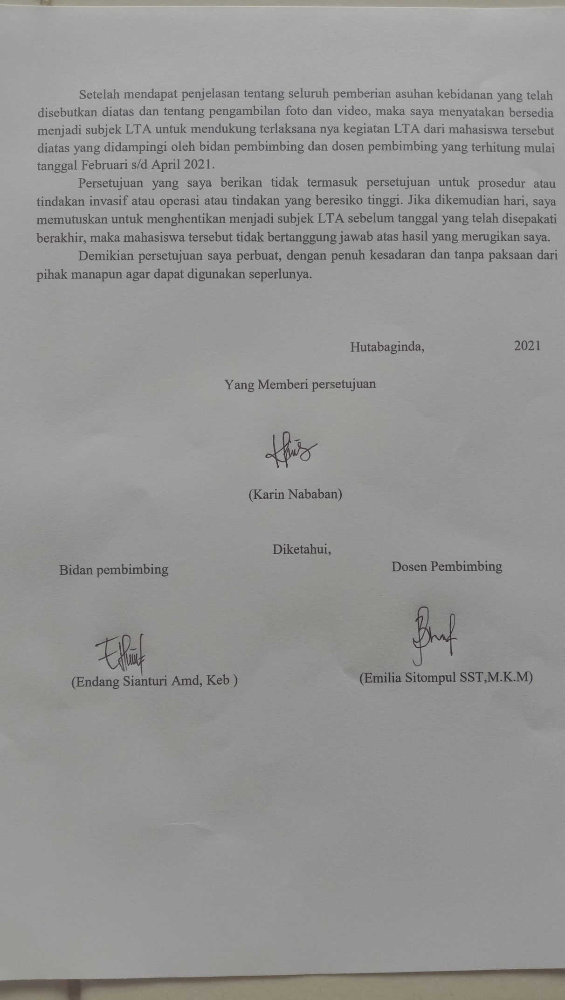 Setelah mendapat penjelasan tentang seluruh pemberian asuhan kebidanan yang telah
disebutkan diatas dan tentang pengambilan foto dan video, maka saya menyatakan bersedia
menjadi subjek LTA untuk mendukung terlaksana nya kegiatan LTA dari mahasiswa tersebut
diatas yang didampingi oleh bidan pembimbing dan dosen pembimbing yang terhitung mulai
tanggal Februari s/d April 2021.
Persetujuan yang saya berikan tidak termasuk persetujuan untuk prosedur atau
tindakan invasif atau operasi atau tindakan yang beresiko tinggi. Jika dikemudian hari, saya
memutuskan untuk menghentikan menjadi subjek LTA sebelum tanggal yang telah disepakati
berakhir, maka mahasiswa tersebut tidak bertanggung jawab atas hasil yang merugikan saya.
Demikian persetujuan saya perbuat, dengan penuh kesadaran dan tanpa paksaan dari
pihak manapun agar dapat digunakan seperlunya.
Hutabaginda, 2021
Yang Memberi persetujuan
(Karin Nababan)
Diketahui,
Bidan pembimbing Dosen Pembimbing
(Endang Sianturi Amd, Keb ) (Emilia Sitompul SST,M.K.M)